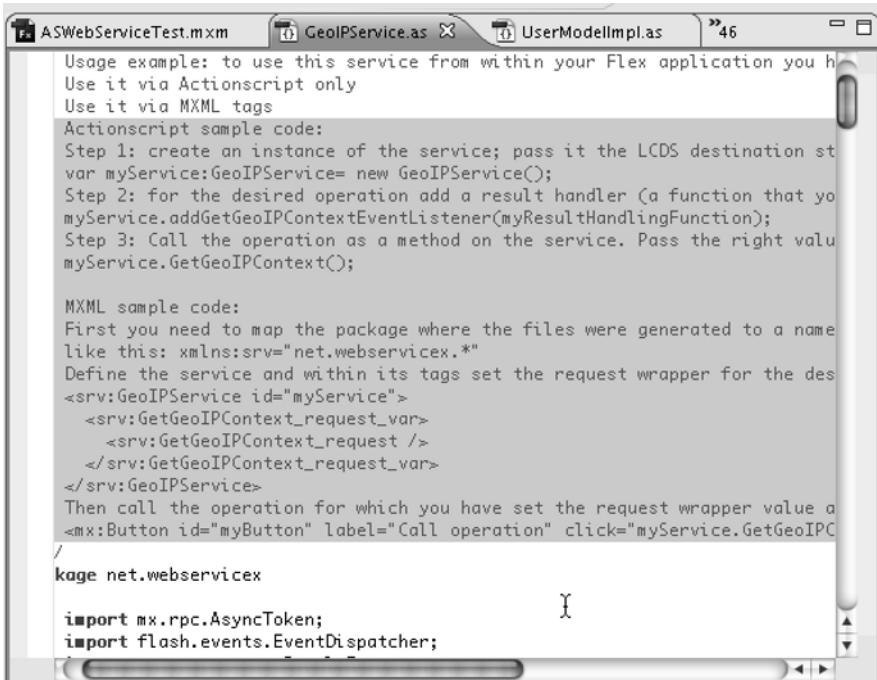 ASWebServiceTest.mxm GeoIPService.as UserModelImpl.as »46
Usage example: to use this service from within your Flex application you h
Use it via Actionscript only
Use it via MXML tags
Actionscript sample code:
Step 1: create an instance of the service; pass it the LCDS destination st
var myService:GeoIPService= new GeoIPService();
Step 2: for the desired operation add a result handler (a function that yo
myService.addGetGeoIPContextEventListener(myResultHandlingFunction);
Step 3: Call the operation as a method on the service. Pass the right valu
myService.GetGeoIPContext();
MXML sample code:
First you need to map the package where the files were generated to a name
like this: xmlns:srv="net.webservicex.*"
Define the service and within its tags set the request wrapper for the des
<srv:GeoIPService id="myService">
<srv:GetGeoIPContext_request_var>
<srv:GetGeoIPContext_request />
</srv:GetGeoIPContext_request_var>
</srv:GeoIPService>
Then call the operation for which you have set the request wrapper value a
<mx:Button id="myButton" label="Call operation" click="myService.GetGeoIPC
/
kage net.webservicex
import mx.rpc.AsyncToken;
import flash.events.EventDispatcher;